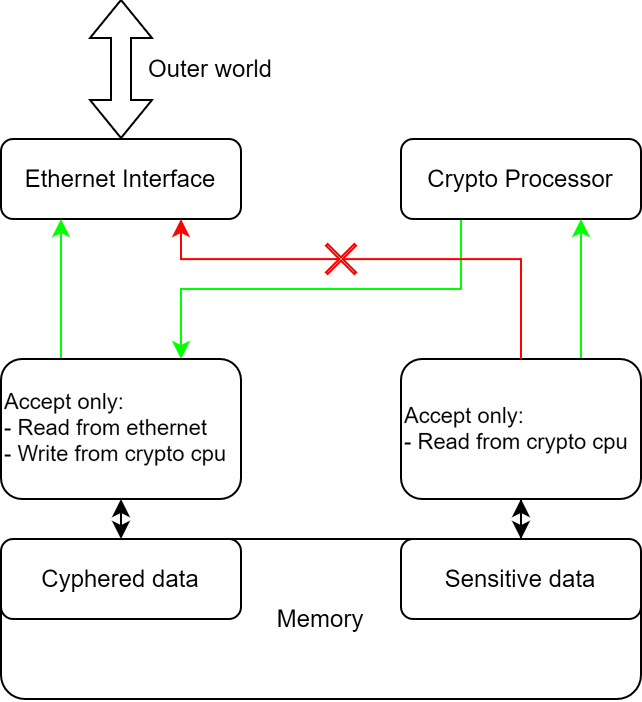 Outer world
Ethernet Interface
Crypto Processor
Accept only:
- Read from ethernet
- Write from crypto cpu
Accept only:
- Read from crypto cpu
Cyphered data
Sensitive data
Memory